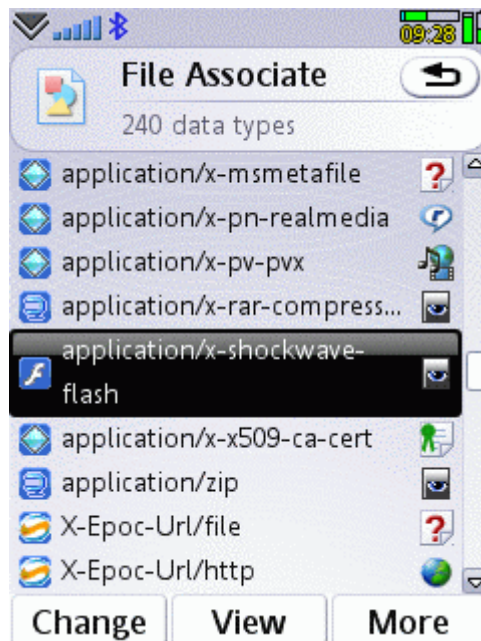 09:28
File Associate
240 data types
application/x-msmetafile
application/x-pn-realmedia
application/x-pv-pvx
application/x-rar-compress...
application/x-shockwave-
flash
application/x-x509-ca-cert
application/zip
X-Epoc-Url/file
X-Epoc-Url/http
Change View More